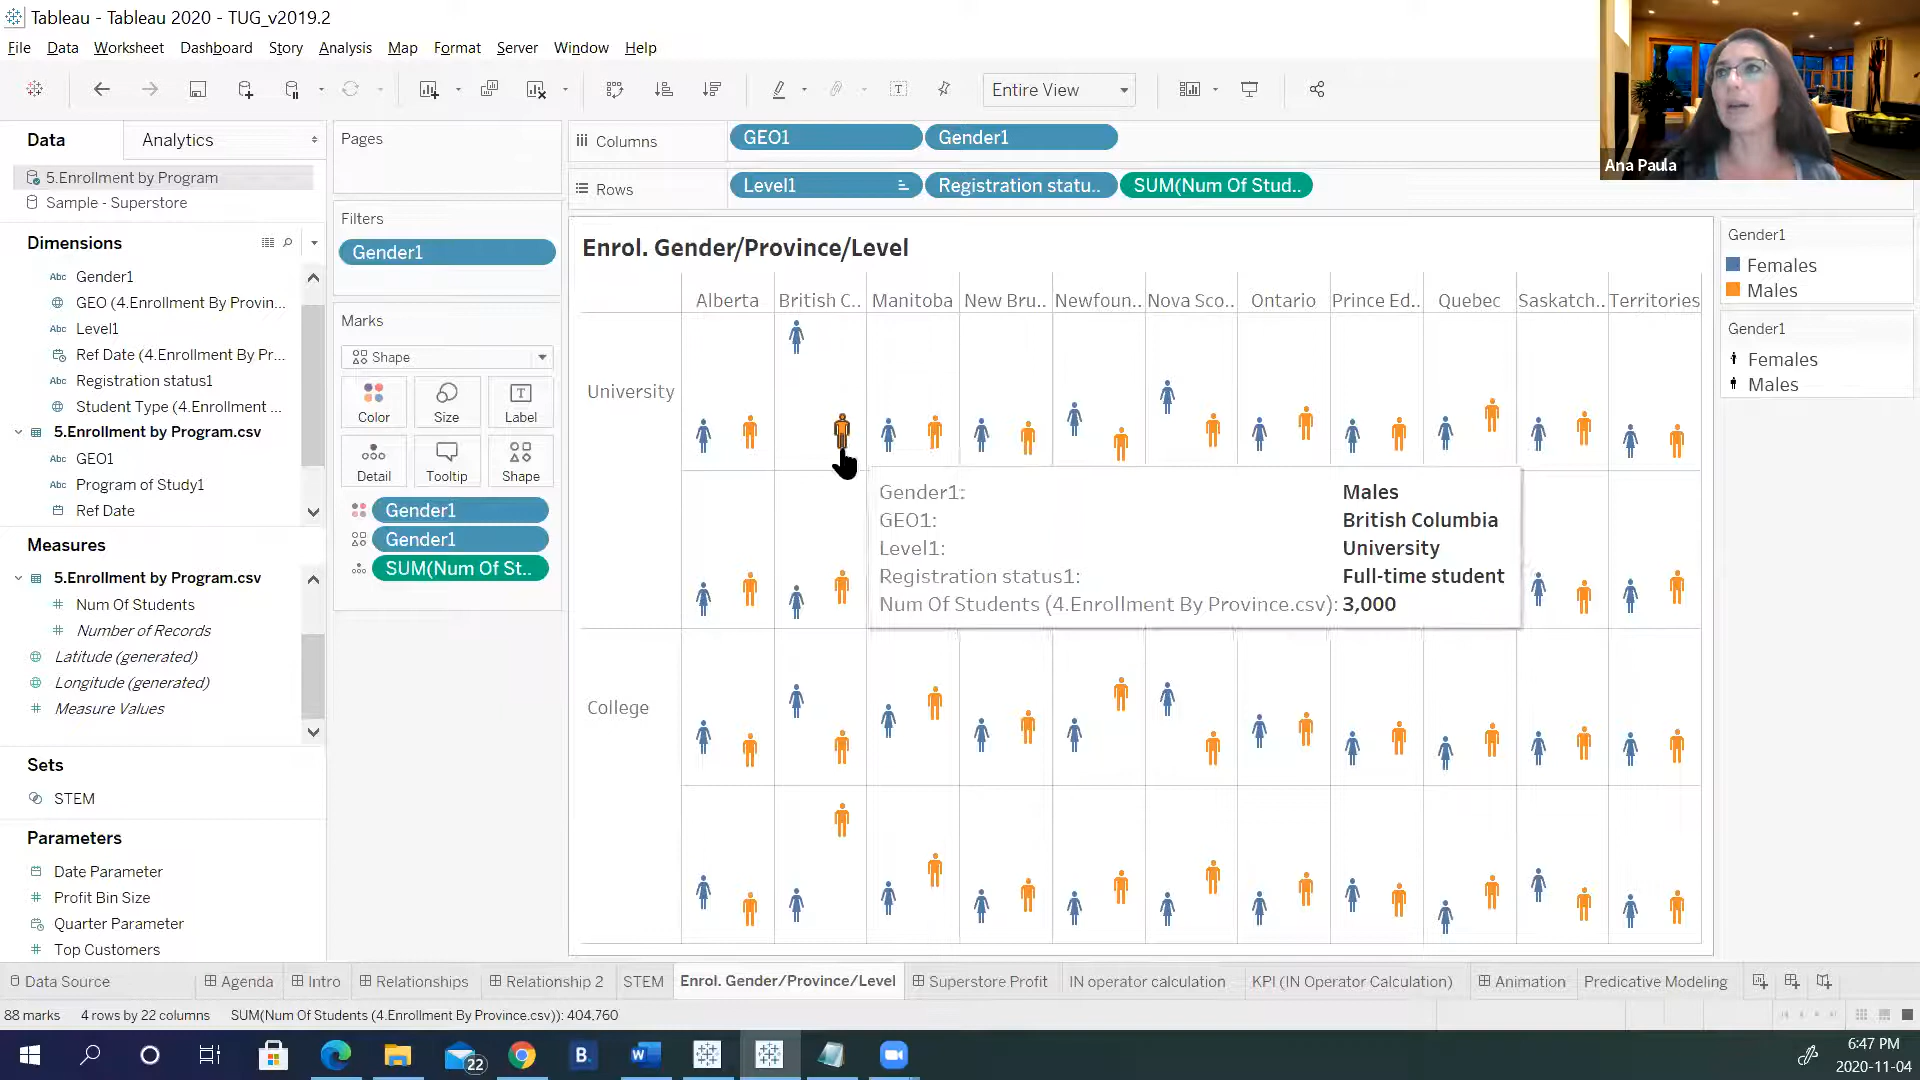 Tableau - Tableau 2020 - TUG_v2019.2
File Data Worksheet Dashboard Story Analysis Map Format Server Window Help
Entire View
Ana Paula
Data Analytics
5.Enrollment by Program
Sample - Superstore
Dimensions
Gender1
GEO (4.Enrollment By Provin...
Level1
Ref Date (4.Enrollment By Pr...
Registration status1
Student Type (4.Enrollment ...
5.Enrollment by Program.csv
GEO1
Program of Study1
Ref Date
Measures
5.Enrollment by Program.csv
Num Of Students
Number of Records
Latitude (generated)
Longitude (generated)
Measure Values
Sets
STEM
Parameters
Date Parameter
Profit Bin Size
Quarter Parameter
Top Customers
Pages
Filters
Gender1
Marks
Shape
Color Size Label
Detail Tooltip Shape
Gender1
Gender1
SUM(Num Of St..
Columns GEO1 Gender1
Rows Level1 Registration statu.. SUM(Num Of Stud..
Enrol. Gender/Province/Level
Alberta British C.. Manitoba New Bru.. Newfoun.. Nova Sco.. Ontario Prince Ed.. Quebec Saskatch.. Territories
University
College
Gender1: Males
GEO1: British Columbia
Level1: University
Registration status1: Full-time student
Num Of Students (4.Enrollment By Province.csv): 3,000
Gender1
Females
Males
Gender1
Females
Males
Data Source Agenda Intro Relationships Relationship 2 STEM Enrol. Gender/Province/Level Superstore Profit IN operator calculation KPI (IN Operator Calculation) Animation Predicative Modeling
88 marks 4 rows by 22 columns SUM(Num Of Students (4.Enrollment By Province.csv)): 404,760
22
B.
W
6:47 PM
2020-11-04